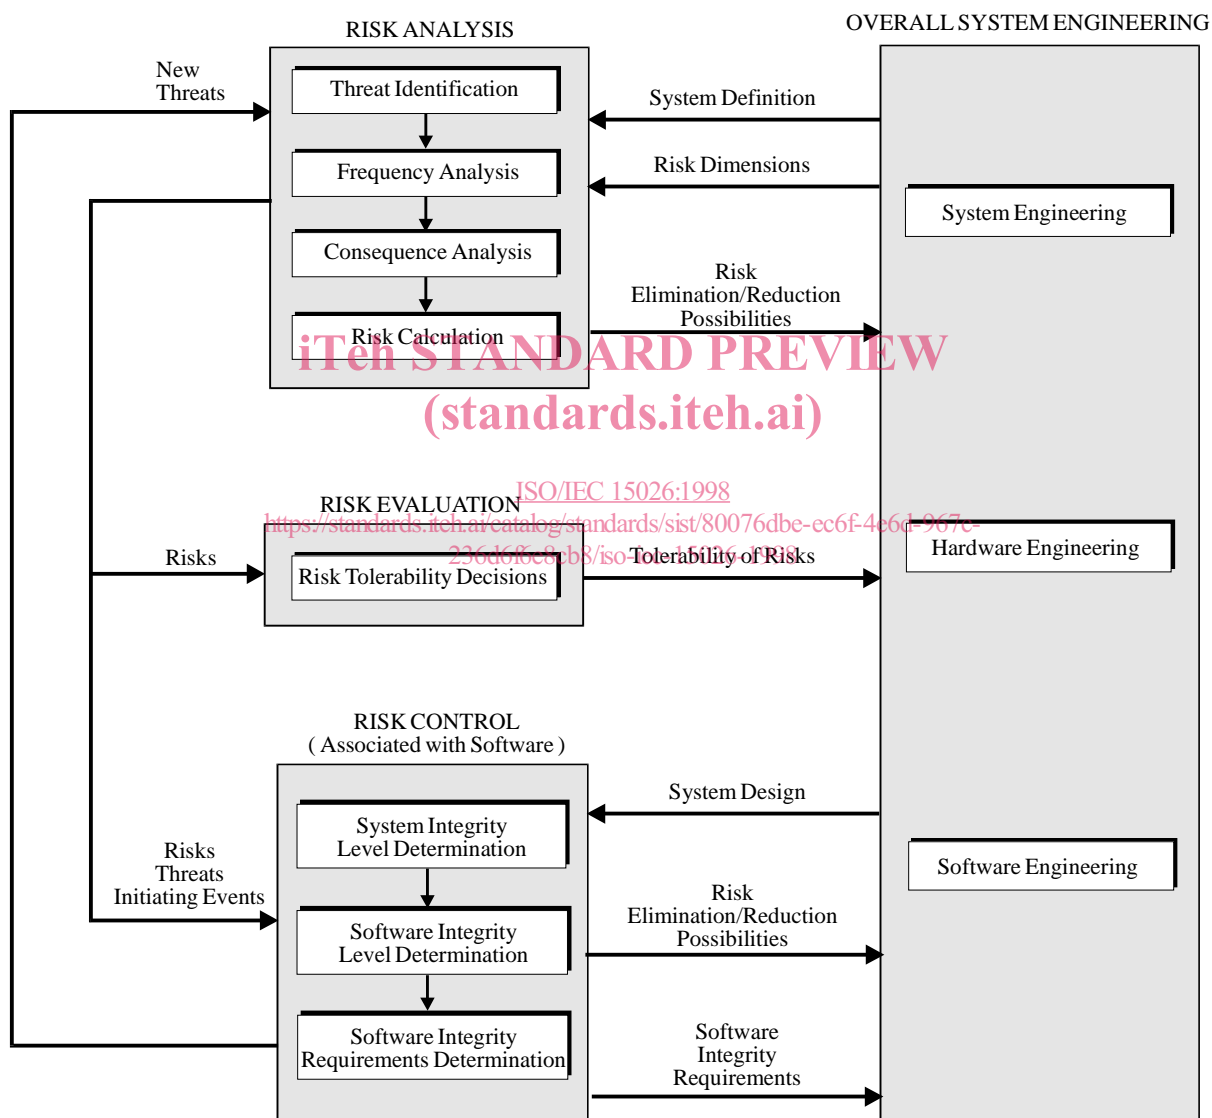 RISK ANALYSIS
OVERALL SYSTEM ENGINEERING
New
Threats
Threat Identification
System Definition
Frequency Analysis
Risk Dimensions
System Engineering
Consequence Analysis
Risk
Elimination/Reduction
Possibilities
Risk Calculation
iTeh STANDARD PREVIEW
(standards.iteh.ai)
ISO/IEC 15026:1998
RISK EVALUATION
https://standards.iteh.ai/catalog/standards/sist/80076dbe-ec6f-4e6d-967c-
236d6f6e8cb8/iso-iec-15026-1998
Risks
Risk Tolerability Decisions
Tolerability of Risks
Hardware Engineering
RISK CONTROL
( Associated with Software )
System Design
System Integrity
Level Determination
Risks
Threats
Initiating Events
Software Engineering
Risk
Elimination/Reduction
Possibilities
Software Integrity
Level Determination
Software Integrity
Requirements Determination
Software
Integrity
Requirements